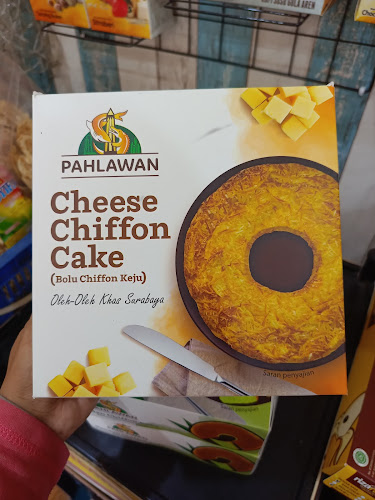 PAHLAWAN
Cheese
Chiffon
Cake
(Bolu Chiffon Keju)
Oleh-Oleh Khas Surabaya
Saran penyajian